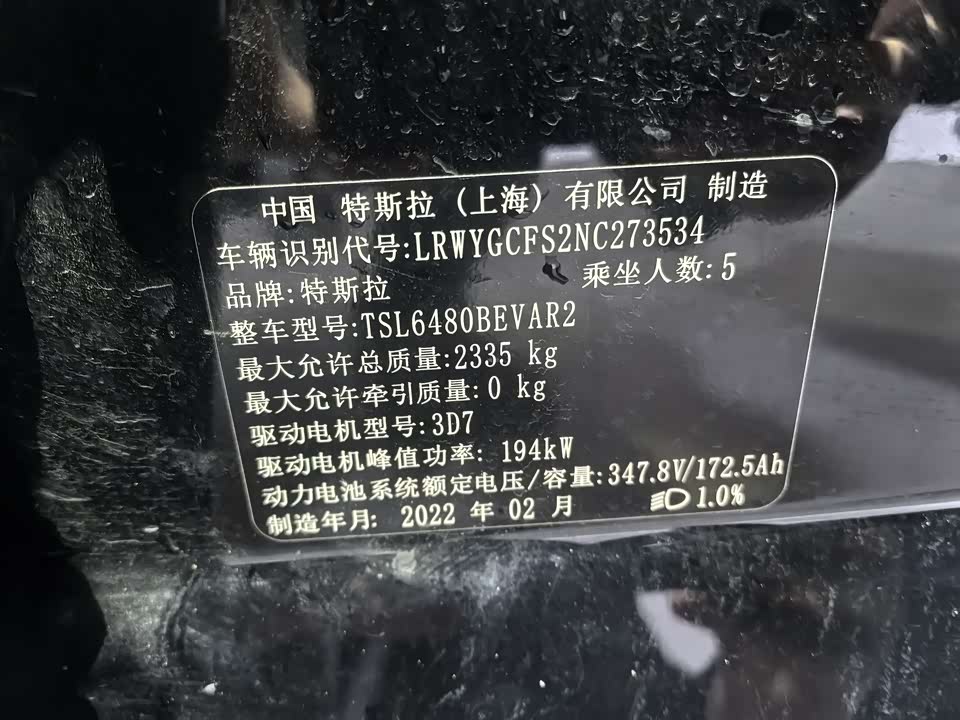 中国 特斯拉(上海)有限公司 制造
车辆识别代号:LRWYGCFS2NC273534
品牌:特斯拉 乘坐人数:5
整车型号:TSL6480BEVAR2
最大允许总质量:2335 kg
最大允许牵引质量:0 kg
驱动电机型号:3D7
驱动电机峰值功率: 194kW
动力电池系统额定电压/容量:347.8V/172.5Ah
制造年月: 2022 年 02 月 1.0%